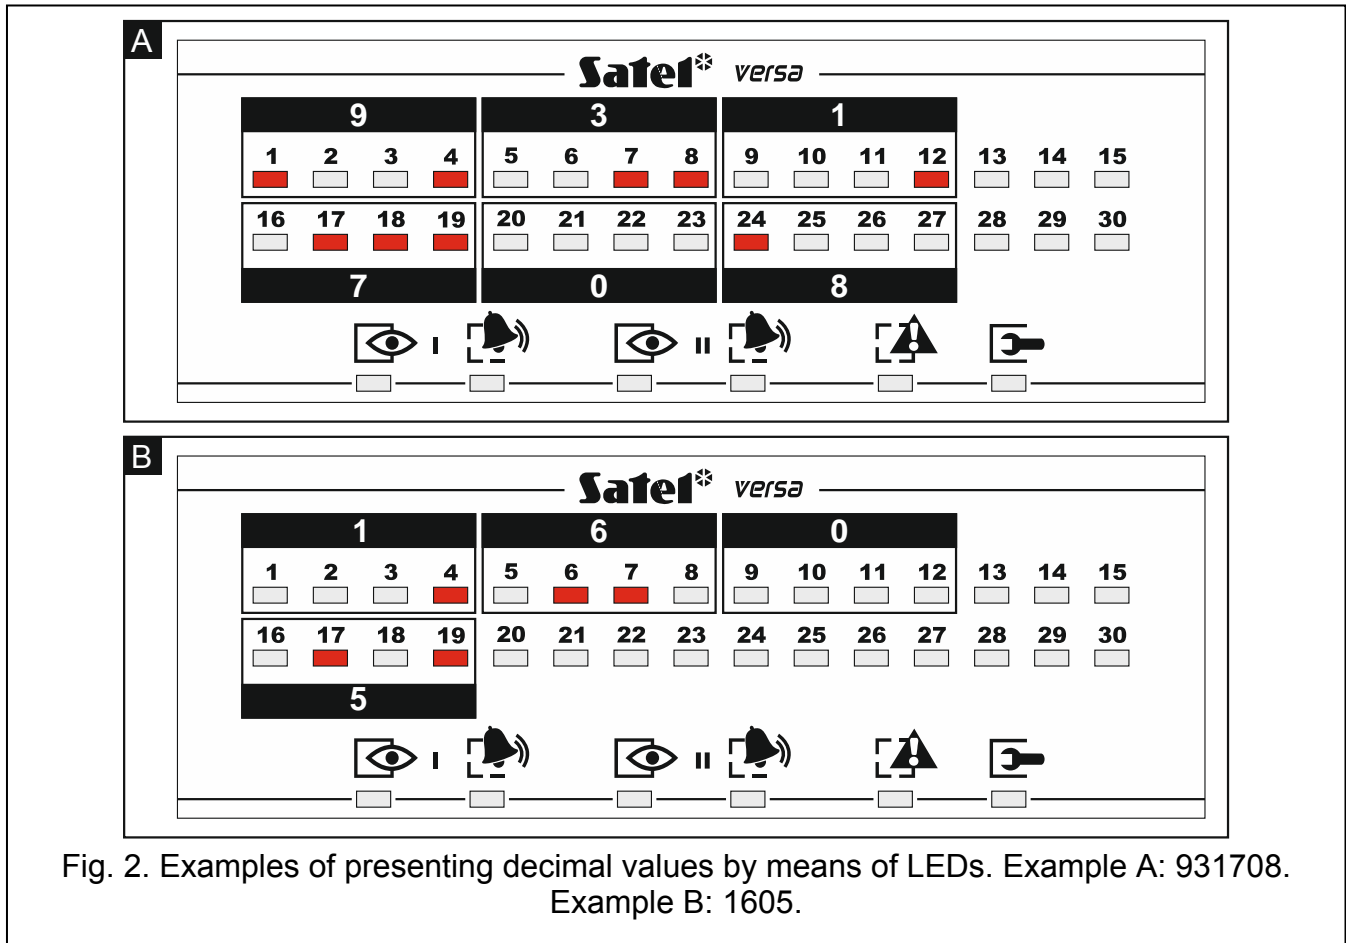 A
Satel versa
9 3 1
1 2 3 4 5 6 7 8 9 10 11 12 13 14 15
16 17 18 19 20 21 22 23 24 25 26 27 28 29 30
7 0 8
I II
B
Satel versa
1 6 0
1 2 3 4 5 6 7 8 9 10 11 12 13 14 15
16 17 18 19 20 21 22 23 24 25 26 27 28 29 30
5
I II
Fig. 2. Examples of presenting decimal values by means of LEDs. Example A: 931708.
Example B: 1605.